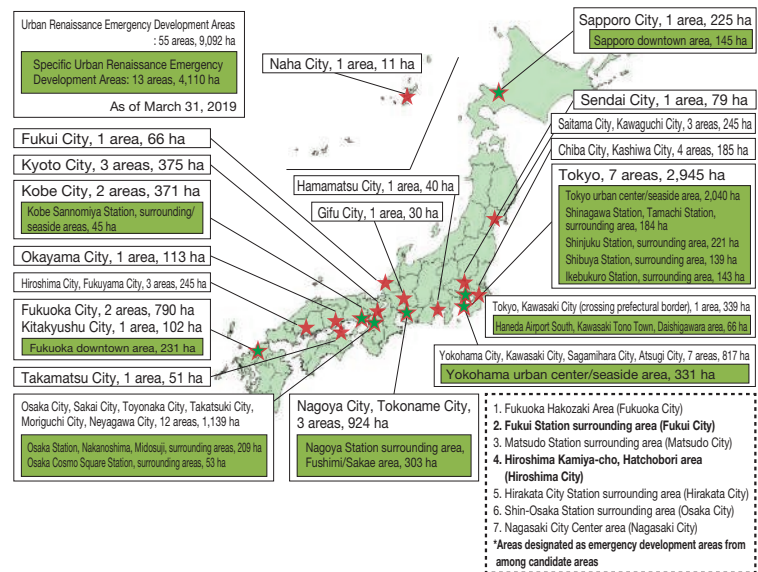 Urban Renaissance Emergency Development Areas
: 55 areas, 9,092 ha
Specific Urban Renaissance Emergency
Development Areas: 13 areas, 4,110 ha
As of March 31, 2019
Naha City, 1 area, 11 ha
Sapporo City, 1 area, 225 ha
Sapporo downtown area, 145 ha
Sendai City, 1 area, 79 ha
Saitama City, Kawaguchi City, 3 areas, 245 ha
Chiba City, Kashiwa City, 4 areas, 185 ha
Tokyo, 7 areas, 2,945 ha
Tokyo urban center/seaside area, 2,040 ha
Shinagawa Station, Tamachi Station,
surrounding area, 184 ha
Shinjuku Station, surrounding area, 221 ha
Shibuya Station, surrounding area, 139 ha
Ikebukuro Station, surrounding area, 143 ha
Tokyo, Kawasaki City (crossing prefectural border), 1 area, 339 ha
Haneda Airport South, Kawasaki Tono Town, Daishigawara area, 66 ha
Yokohama City, Kawasaki City, Sagamihara City, Atsugi City, 7 areas, 817 ha
Yokohama urban center/seaside area, 331 ha
Fukui City, 1 area, 66 ha
Kyoto City, 3 areas, 375 ha
Kobe City, 2 areas, 371 ha
Kobe Sannomiya Station, surrounding/
seaside areas, 45 ha
Okayama City, 1 area, 113 ha
Hiroshima City, Fukuyama City, 3 areas, 245 ha
Fukuoka City, 2 areas, 790 ha
Kitakyushu City, 1 area, 102 ha
Fukuoka downtown area, 231 ha
Takamatsu City, 1 area, 51 ha
Osaka City, Sakai City, Toyonaka City, Takatsuki City,
Moriguchi City, Neyagawa City, 12 areas, 1,139 ha
Osaka Station, Nakanoshima, Midosuji, surrounding areas, 209 ha
Osaka Cosmo Square Station, surrounding areas, 53 ha
Hamamatsu City, 1 area, 40 ha
Gifu City, 1 area, 30 ha
Nagoya City, Tokoname City,
3 areas, 924 ha
Nagoya Station surrounding area,
Fushimi/Sakae area, 303 ha
1. Fukuoka Hakozaki Area (Fukuoka City)
2. Fukui Station surrounding area (Fukui City)
3. Matsudo Station surrounding area (Matsudo City)
4. Hiroshima Kamiya-cho, Hatchobori area
(Hiroshima City)
5. Hirakata City Station surrounding area (Hirakata City)
6. Shin-Osaka Station surrounding area (Osaka City)
7. Nagasaki City Center area (Nagasaki City)
*Areas designated as emergency development areas from
among candidate areas